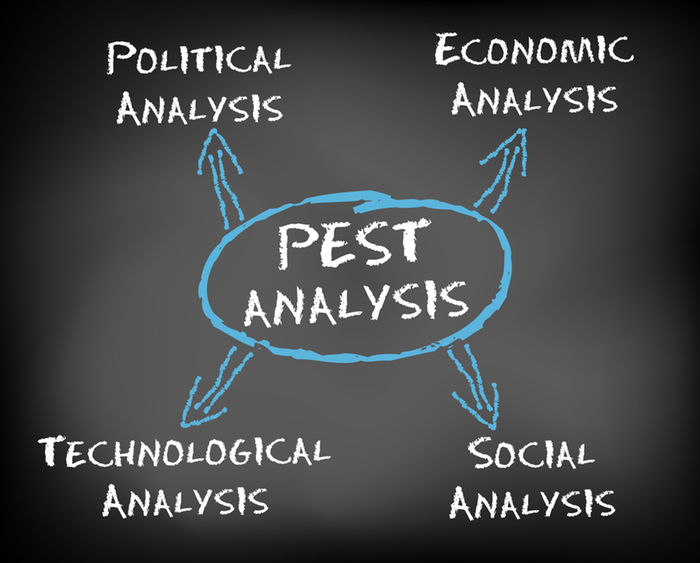 POLITICAL
ANALYSIS
ECONOMIC
ANALYSIS
PEST
ANALYSIS
TECHNOLOGICAL
ANALYSIS
SOCIAL
ANALYSIS